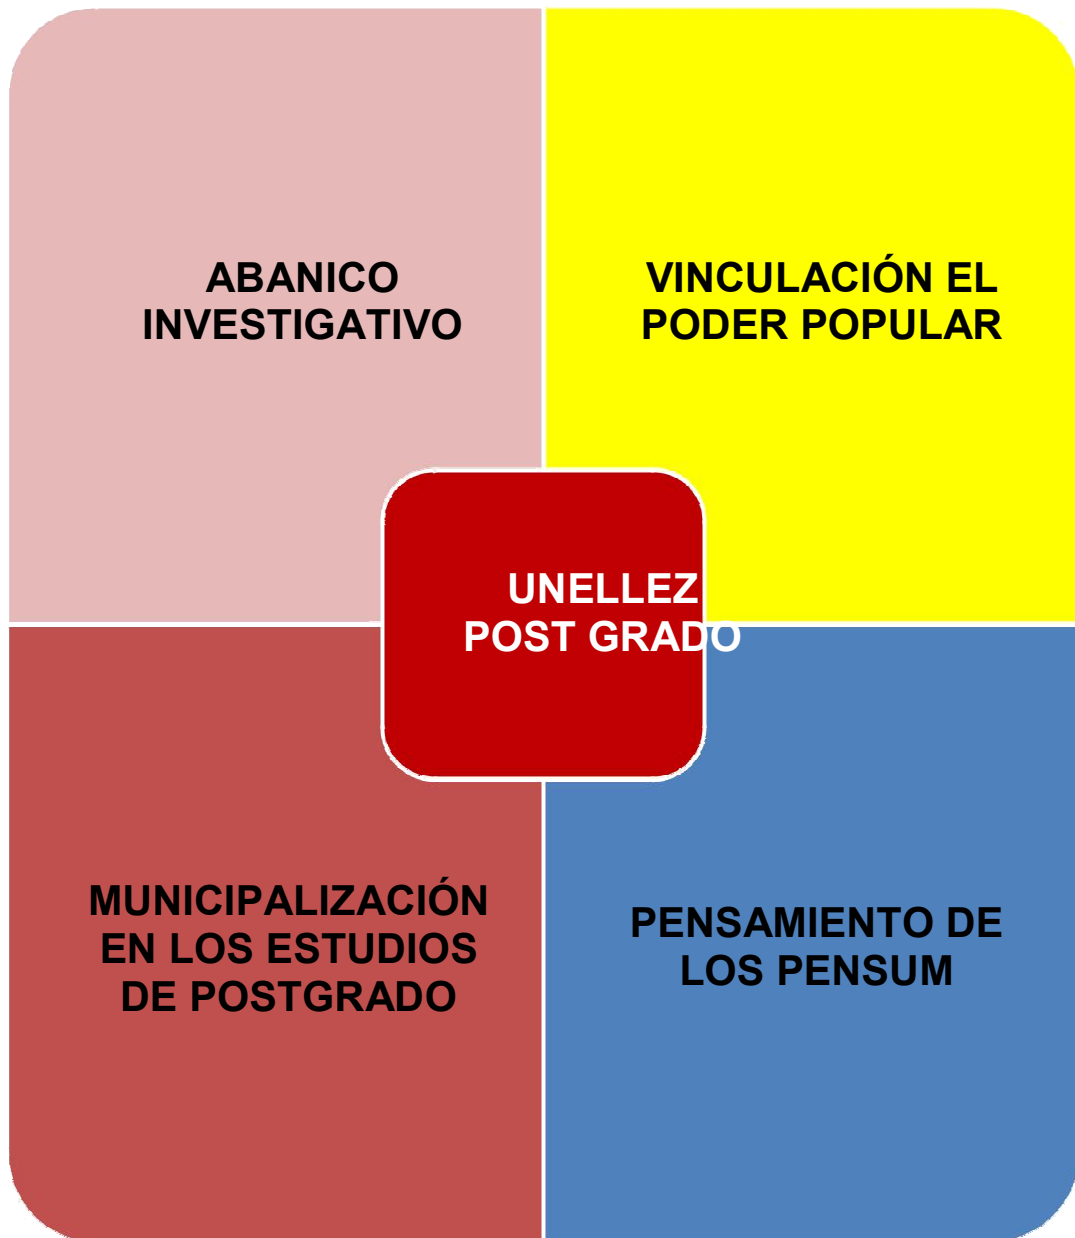 ABANICO
INVESTIGATIVO
VINCULACIÓN EL
PODER POPULAR
UNELLEZ
POST GRADO
MUNICIPALIZACIÓN
EN LOS ESTUDIOS
DE POSTGRADO
PENSAMIENTO DE
LOS PENSUM